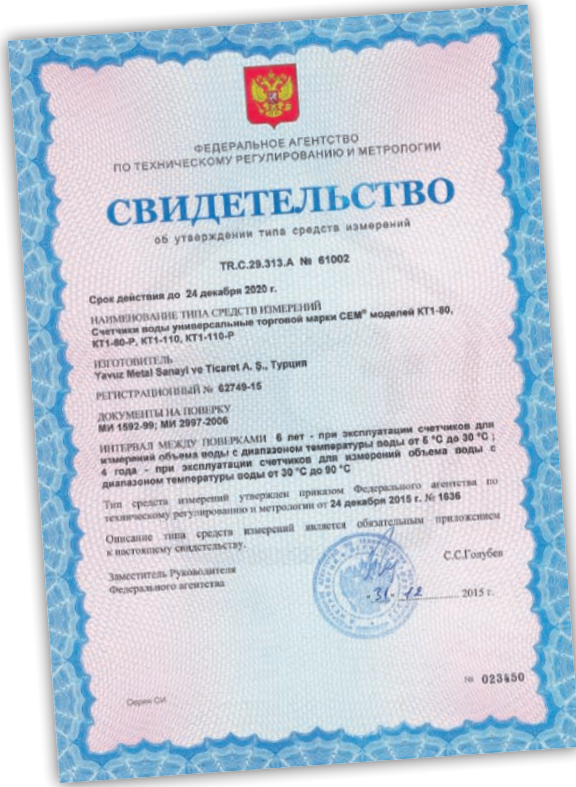 ФЕДЕРАЛЬНОЕ АГЕНТСТВО
ПО ТЕХНИЧЕСКОМУ РЕГУЛИРОВАНИЮ И МЕТРОЛОГИИ
СВИДЕТЕЛЬСТВО
об утверждении типа средств измерений
TR.C.29.313.A № 61002
Срок действия до 24 декабря 2020 г.
НАИМЕНОВАНИЕ ТИПА СРЕДСТВ ИЗМЕРЕНИЙ
Счетчики воды универсальные торговой марки CEM® моделей KT1-80,
KT1-80-P, KT1-110, KT1-110-P
ИЗГОТОВИТЕЛЬ
Yavuz Metal Sanayi ve Ticaret A. Ş., Турция
РЕГИСТРАЦИОННЫЙ № 62749-15
ДОКУМЕНТЫ НА ПОВЕРКУ
МИ 1592-99; МИ 2997-2006
ИНТЕРВАЛ МЕЖДУ ПОВЕРКАМИ 6 лет - при эксплуатации счетчиков для
измерений объема воды с диапазоном температуры воды от 5 °C до 30 °C ;
4 года - при эксплуатации счетчиков для измерений объема воды с
диапазоном температуры воды от 30 °C до 90 °C
Тип средств измерений утвержден приказом Федерального агентства по
техническому регулированию и метрологии от 24 декабря 2015 г. № 1636
Описание типа средств измерений является обязательным приложением
к настоящему свидетельству.
Заместитель Руководителя
Федерального агентства
С.С.Голубев
31 12 2015 г.
№ 023450
Серия СИ